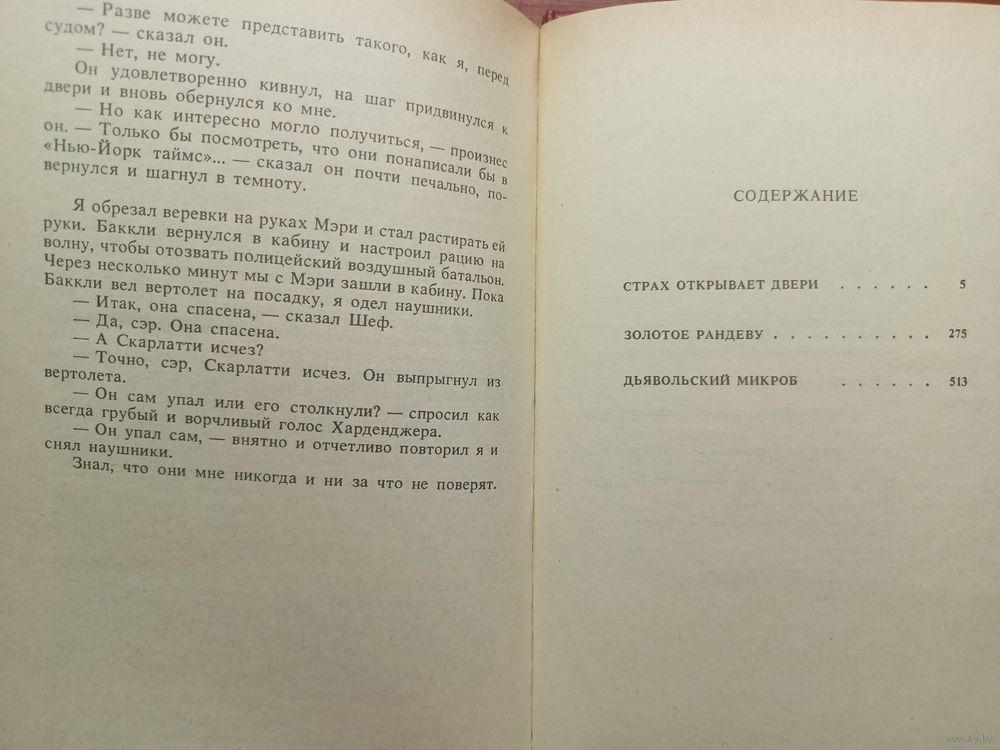 — Разве можете представить такого, как я, перед
судом? — сказал он.
— Нет, не могу.
Он удовлетворенно кивнул, на шаг придвинулся к
двери и вновь обернулся ко мне.
— Но как интересно могло получиться, — произнес
он. — Только бы посмотреть, что они понаписали бы в
«Нью-Йорк таймс»... — сказал он почти печально, по-
вернулся и шагнул в темноту.
Я обрезал веревки на руках Мэри и стал растирать ей
руки. Баккли вернулся в кабину и настроил рацию на
волну, чтобы отозвать полицейский воздушный батальон.
Через несколько минут мы с Мэри зашли в кабину. Пока
Баккли вел вертолет на посадку, я одел наушники.
— Итак, она спасена, — сказал Шеф.
— Да, сэр. Она спасена.
— А Скарлатти исчез?
— Точно, сэр, Скарлатти исчез. Он выпрыгнул из
вертолета.
— Он сам упал или его столкнули? — спросил как
всегда грубый и ворчливый голос Харденджера.
— Он упал сам, — внятно и отчетливо повторил я и
снял наушники.
Знал, что они мне никогда и ни за что не поверят.
СОДЕРЖАНИЕ
СТРАХ ОТКРЫВАЕТ ДВЕРИ . . . . . . 5
ЗОЛОТОЕ РАНДЕВУ . . . . . . . . . . 275
ДЬЯВОЛЬСКИЙ МИКРОБ . . . . . . 513
www.ay.by